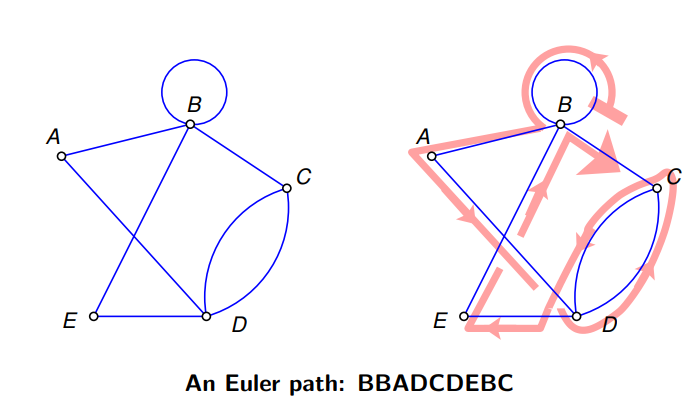 B B
A A
C C
E D E D
An Euler path: BBADCDEBC